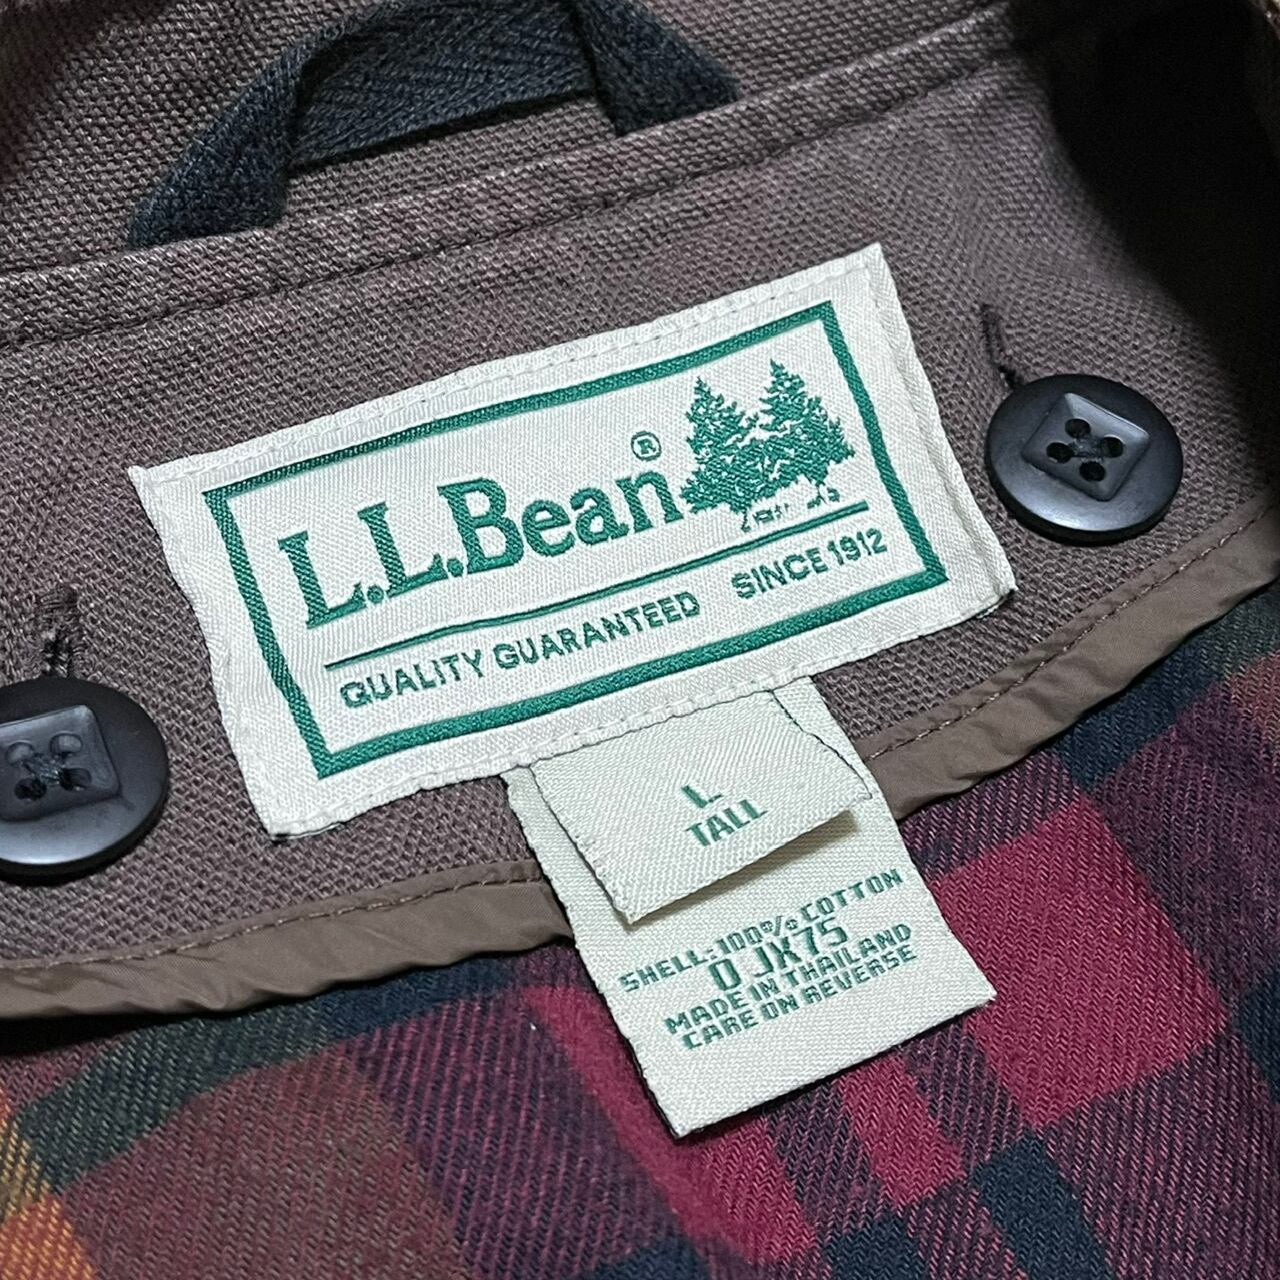 L.L.Bean®
QUALITY GUARANTEED SINCE 1912
L
TALL
SHELL:100% COTTON
0 JX75
MADE IN THAILAND
CARE ON REVERSE